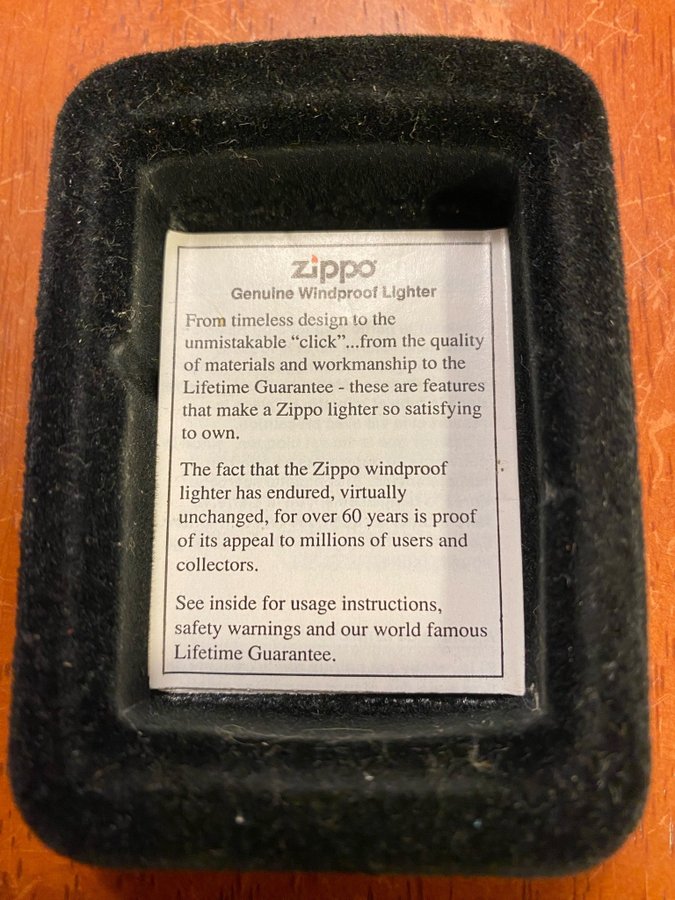 zippo
Genuine Windproof Lighter
From timeless design to the
unmistakable “click”...from the quality
of materials and workmanship to the
Lifetime Guarantee - these are features
that make a Zippo lighter so satisfying
to own.
The fact that the Zippo windproof
lighter has endured, virtually
unchanged, for over 60 years is proof
of its appeal to millions of users and
collectors.
See inside for usage instructions,
safety warnings and our world famous
Lifetime Guarantee.